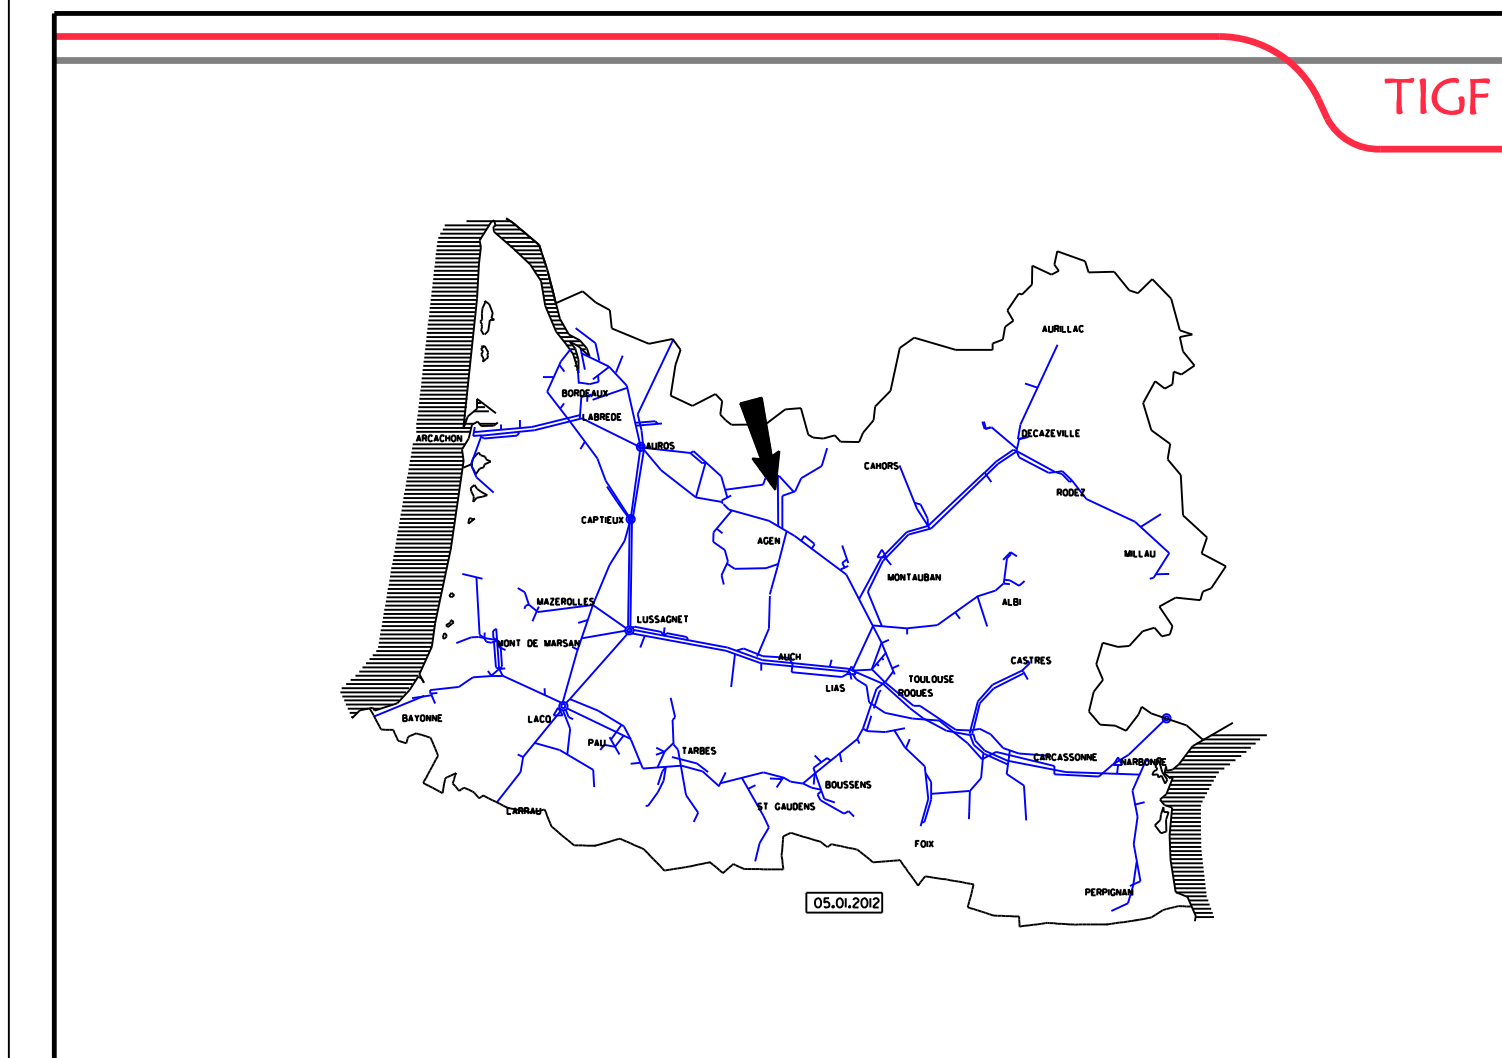 TIGF
AURILLAC
BORDEAUX
LABREDE
ARCACHON
DECAZEVILLE
AUROS
CAHORS
RODEZ
CAPTIEUX
AGEN
MILLAU
MONTAUBAN
MAZEROLLES
ALBI
LUSSAGNET
MONT DE MARSAN
AUCH
CASTRES
TOULOUSE
LIAS
ROQUES
BAYONNE
LACQ
PAU
TARBES
CARCASSONNE
NARBONNE
BOUSSENS
ST GAUDENS
LARRAU
FOIX
PERPIGNAN
05.01.2012